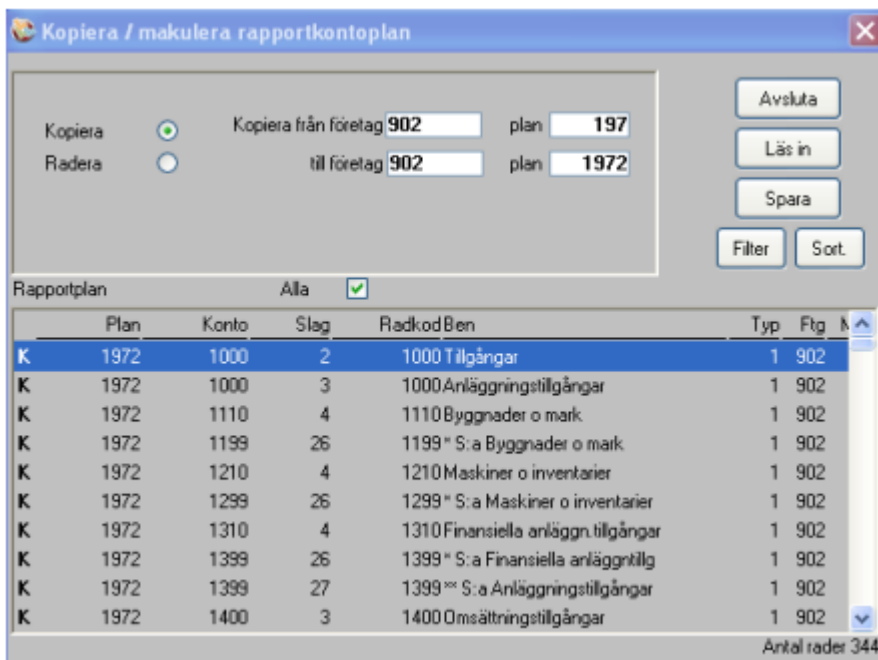 Kopiera / makulera rapportkontoplan
Kopiera Kopiera från företag 902 plan 197
Radera till företag 902 plan 1972
Avsluta
Läs in
Spara
Filter Sort.
Rapportplan Alla
Plan Konto Slag Radkod Ben Typ Ftg
K 1972 1000 2 1000 Tillgångar 1 902
K 1972 1000 3 1000 Anläggningstillgångar 1 902
K 1972 1110 4 1110 Byggnader o mark 1 902
K 1972 1199 26 1199 * S:a Byggnader o mark 1 902
K 1972 1210 4 1210 Maskiner o inventarier 1 902
K 1972 1299 26 1299 * S:a Maskiner o inventarier 1 902
K 1972 1310 4 1310 Finansiella anläggn.tillgångar 1 902
K 1972 1399 26 1399 * S:a Finansiella anläggntillg 1 902
K 1972 1399 27 1399 ** S:a Anläggningstillgångar 1 902
K 1972 1400 3 1400 Omsättningstillgångar 1 902
Antal rader 344